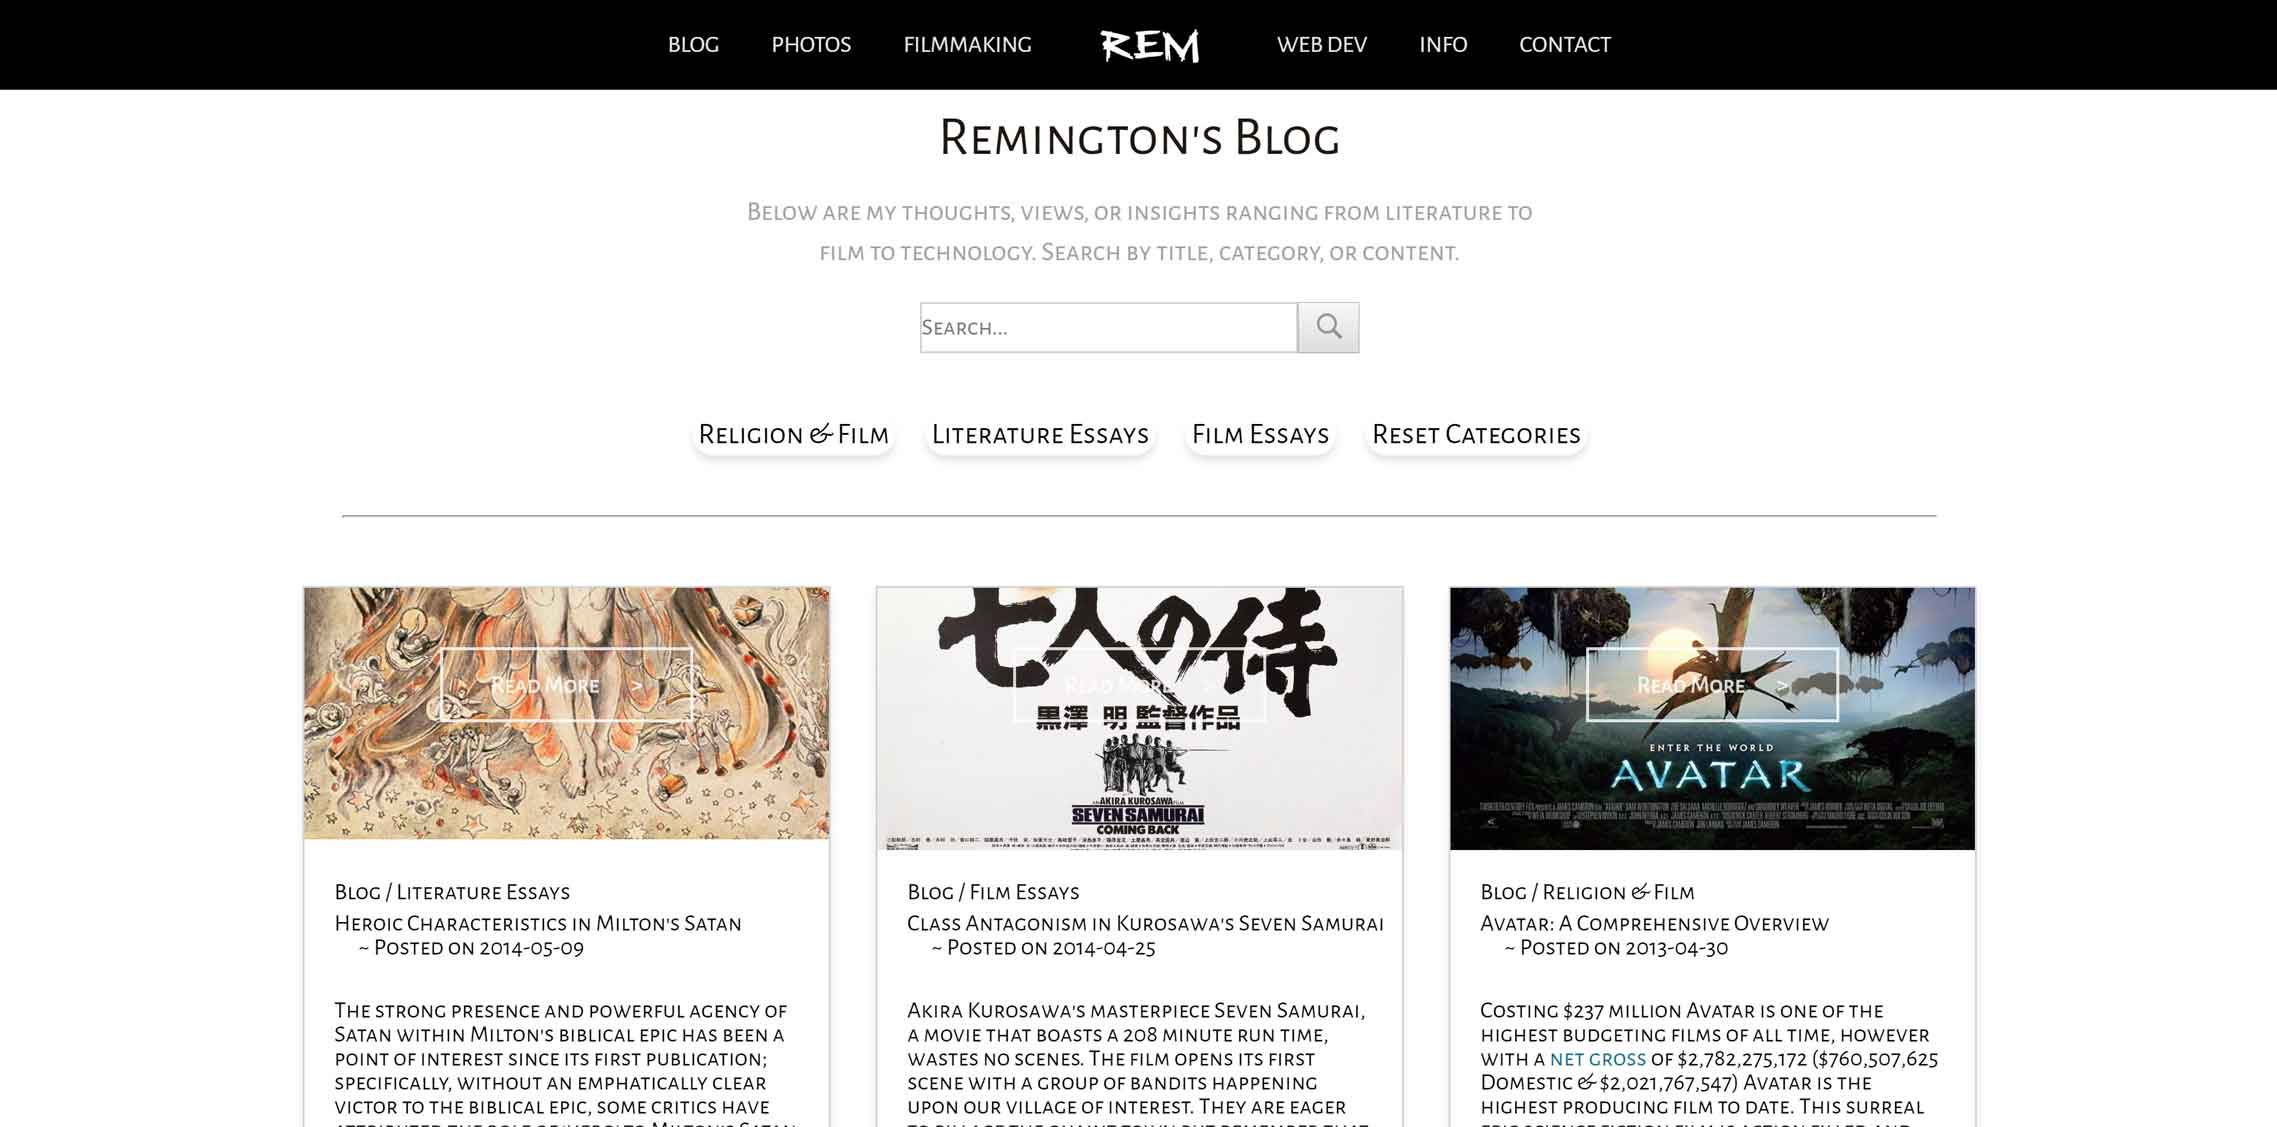 BLOG PHOTOS FILMMAKING REM WEB DEV INFO CONTACT
Remington's Blog
Below are my thoughts, views, or insights ranging from literature to
film to technology. Search by title, category, or content.
Search...
Religion & Film Literature Essays Film Essays Reset Categories
Read More >
七人の侍
Read More >
黒澤 明 監督作品
AN AKIRA KUROSAWA FILM
SEVEN SAMURAI
COMING BACK
Read More >
ENTER THE WORLD
AVATAR
Blog / Literature Essays
Heroic Characteristics in Milton's Satan
~ Posted on 2014-05-09
The strong presence and powerful agency of
Satan within Milton's biblical epic has been a
point of interest since its first publication;
specifically, without an emphatically clear
victor to the biblical epic, some critics have
Blog / Film Essays
Class Antagonism in Kurosawa's Seven Samurai
~ Posted on 2014-04-25
Akira Kurosawa's masterpiece Seven Samurai,
a movie that boasts a 208 minute run time,
wastes no scenes. The film opens its first
scene with a group of bandits happening
upon our village of interest. They are eager
Blog / Religion & Film
Avatar: A Comprehensive Overview
~ Posted on 2013-04-30
Costing $237 million Avatar is one of the
highest budgeting films of all time, however
with a net gross of $2,782,275,172 ($760,507,625
Domestic & $2,021,767,547) Avatar is the
highest producing film to date. This surreal